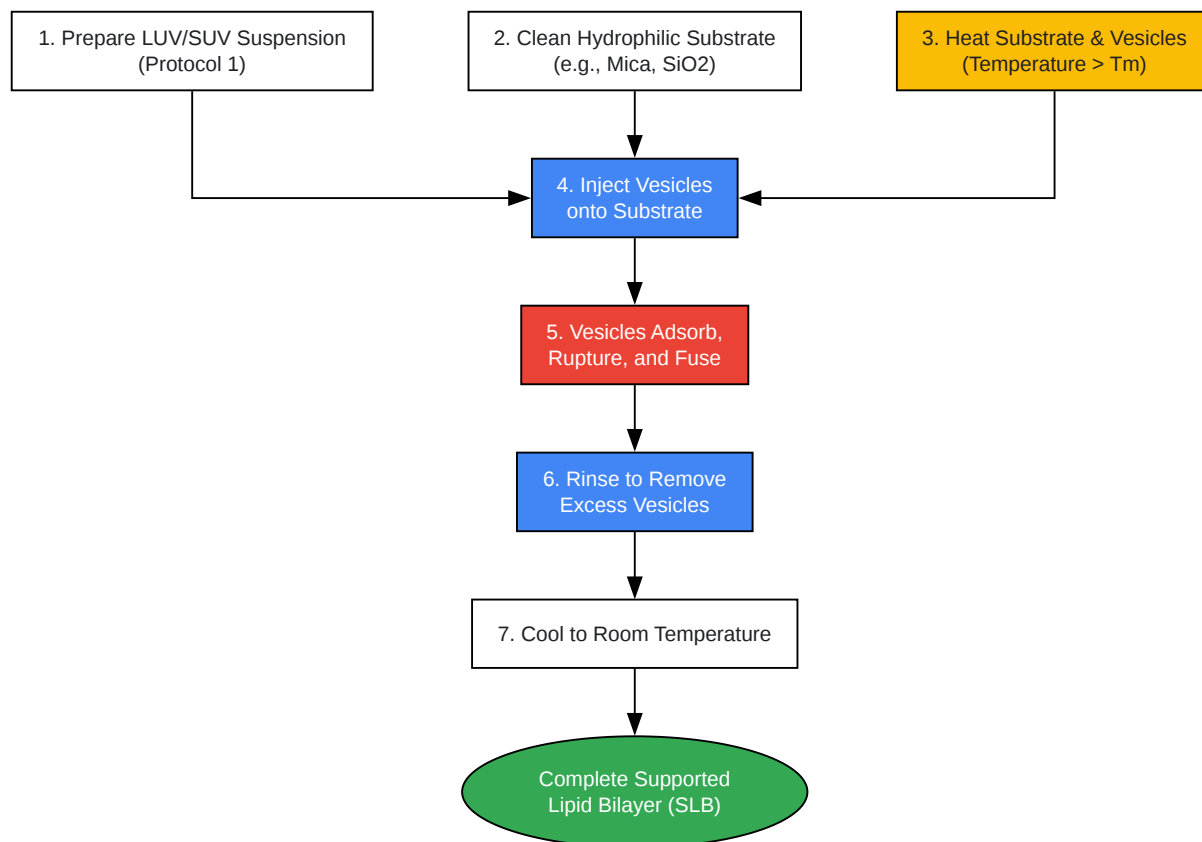 1. Prepare LUV/SUV Suspension
(Protocol 1)
2. Clean Hydrophilic Substrate
(e.g., Mica, SiO2)
3. Heat Substrate & Vesicles
(Temperature > Tm)
4. Inject Vesicles
onto Substrate
5. Vesicles Adsorb,
Rupture, and Fuse
6. Rinse to Remove
Excess Vesicles
7. Cool to Room Temperature
Complete Supported
Lipid Bilayer (SLB)